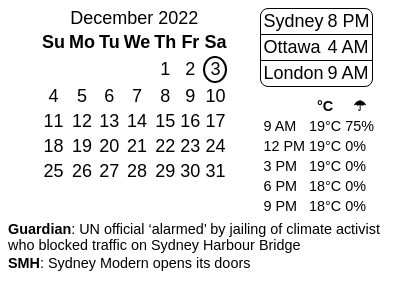 December 2022
Su Mo Tu We Th Fr Sa
1 2 3
4 5 6 7 8 9 10
11 12 13 14 15 16 17
18 19 20 21 22 23 24
25 26 27 28 29 30 31
Sydney 8 PM
Ottawa 4 AM
London 9 AM
°C ☂
9 AM 19°C 75%
12 PM 19°C 0%
3 PM 19°C 0%
6 PM 18°C 0%
9 PM 18°C 0%
Guardian: UN official ‘alarmed’ by jailing of climate activist
who blocked traffic on Sydney Harbour Bridge
SMH: Sydney Modern opens its doors